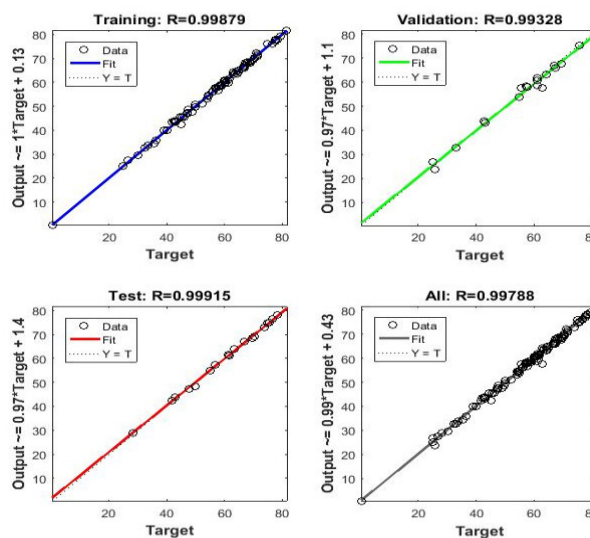 Training: R=0.99879
Output ~= 1*Target + 0.13
80
70
60
50
40
30
20
10
Data
Fit
Y = T
20
40
60
80
Target
Validation: R=0.99328
Output ~= 0.97*Target + 1.1
80
70
60
50
40
30
20
10
Data
Fit
Y = T
20
40
60
80
Target
Test: R=0.99915
Output ~= 0.97*Target + 1.4
80
70
60
50
40
30
20
10
Data
Fit
Y = T
20
40
60
80
Target
All: R=0.99788
Output ~= 0.99*Target + 0.43
80
70
60
50
40
30
20
10
Data
Fit
Y = T
20
40
60
80
Target